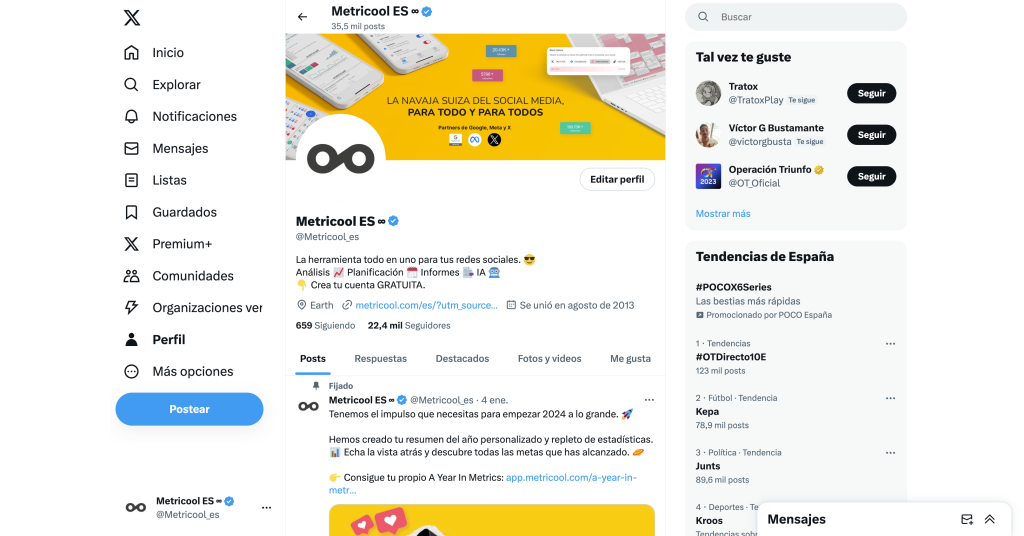 Inicio
Explorar
Notificaciones
Mensajes
Listas
Guardados
Premium+
Comunidades
Organizaciones ver
Perfil
Más opciones
Postear
Metricool ES ∞
@Metricool_es
Metricool ES ∞
35,5 mil posts
LA NAVAJA SUIZA DEL SOCIAL MEDIA,
PARA TODO Y PARA TODOS
Partners de Google, Meta y X
Editar perfil
Metricool ES ∞
@Metricool_es
La herramienta todo en uno para tus redes sociales. 😎
Análisis 📈 Planificación 🗓 Informes 📑 IA 🤖
👇 Crea tu cuenta GRATUITA.
Earth metricool.com/es/?utm_source... Se unió en agosto de 2013
659 Siguiendo 22,4 mil Seguidores
Posts Respuestas Destacados Fotos y videos Me gusta
Fijado
Metricool ES ∞ @Metricool_es · 4 ene.
Tenemos el impulso que necesitas para empezar 2024 a lo grande. 🚀
Hemos creado tu resumen del año personalizado y repleto de estadísticas.
📊 Echa la vista atrás y descubre todas las metas que has alcanzado. 🥖
👉 Consigue tu propio A Year In Metrics: app.metricool.com/a-year-in-
metr...
Buscar
Tal vez te guste
Tratox
@TratoxPlay Te sigue
Seguir
Víctor G Bustamante
@victorgbusta Te sigue
Seguir
2023
Operación Triunfo
@OT_Oficial
Seguir
Mostrar más
Tendencias de España
#POCOX6Series
Las bestias más rápidas
Promocionado por POCO España
1 · Tendencias
#OTDirecto10E
123 mil posts
2 · Fútbol · Tendencia
Kepa
78,9 mil posts
3 · Política · Tendencia
Junts
89,6 mil posts
4 · Deportes · Te
Kroos
Tendencias sob
Mensajes